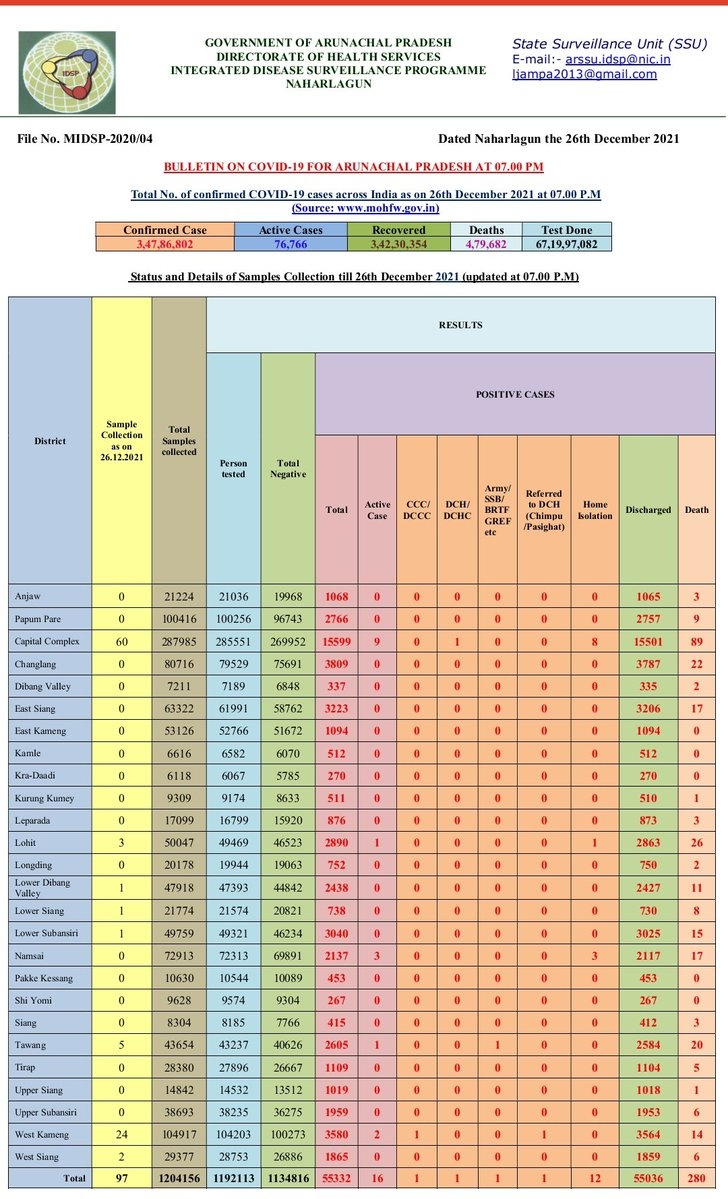 IDSP
GOVERNMENT OF ARUNACHAL PRADESH
DIRECTORATE OF HEALTH SERVICES
INTEGRATED DISEASE SURVEILLANCE PROGRAMME
NAHARLAGUN
State Surveillance Unit (SSU)
E-mail:- arssu.idsp@nic.in
ljampa2013@gmail.com
File No. MIDSP-2020/04 Dated Naharlagun the 26th December 2021
BULLETIN ON COVID-19 FOR ARUNACHAL PRADESH AT 07.00 PM
Total No. of confirmed COVID-19 cases across India as on 26th December 2021 at 07.00 P.M
(Source: www.mohfw.gov.in)
Confirmed Case Active Cases Recovered Deaths Test Done
3,47,86,802 76,766 3,42,30,354 4,79,682 67,19,97,082
Status and Details of Samples Collection till 26th December 2021 (updated at 07.00 P.M)
District
Sample
Collection
as on
26.12.2021
Total
Samples
collected
RESULTS
Person
tested
Total
Negative
POSITIVE CASES
Total
Active
Case
CCC/
DCCC
DCH/
DCHC
Army/
SSB/
BRTF
GREF
etc
Referred
to DCH
(Chimpu
/Pasighat)
Home
Isolation
Discharged
Death
Anjaw 0 21224 21036 19968 1068 0 0 0 0 0 0 1065 3
Papum Pare 0 100416 100256 96743 2766 0 0 0 0 0 0 2757 9
Capital Complex 60 287985 285551 269952 15599 9 0 1 0 0 8 15501 89
Changlang 0 80716 79529 75691 3809 0 0 0 0 0 0 3787 22
Dibang Valley 0 7211 7189 6848 337 0 0 0 0 0 0 335 2
East Siang 0 63322 61991 58762 3223 0 0 0 0 0 0 3206 17
East Kameng 0 53126 52766 51672 1094 0 0 0 0 0 0 1094 0
Kamle 0 6616 6582 6070 512 0 0 0 0 0 0 512 0
Kra-Daadi 0 6118 6067 5785 270 0 0 0 0 0 0 270 0
Kurung Kumey 0 9309 9174 8633 511 0 0 0 0 0 0 510 1
Leparada 0 17099 16799 15920 876 0 0 0 0 0 0 873 3
Lohit 3 50047 49469 46523 2890 1 0 0 0 0 1 2863 26
Longding 0 20178 19944 19063 752 0 0 0 0 0 0 750 2
Lower Dibang
Valley 1 47918 47393 44842 2438 0 0 0 0 0 0 2427 11
Lower Siang 1 21774 21574 20821 738 0 0 0 0 0 0 730 8
Lower Subansiri 1 49759 49321 46234 3040 0 0 0 0 0 0 3025 15
Namsai 0 72913 72313 69891 2137 3 0 0 0 0 3 2117 17
Pakke Kessang 0 10630 10544 10089 453 0 0 0 0 0 0 453 0
Shi Yomi 0 9628 9574 9304 267 0 0 0 0 0 0 267 0
Siang 0 8304 8185 7766 415 0 0 0 0 0 0 412 3
Tawang 5 43654 43237 40626 2605 1 0 0 1 0 0 2584 20
Tirap 0 28380 27896 26667 1109 0 0 0 0 0 0 1104 5
Upper Siang 0 14842 14532 13512 1019 0 0 0 0 0 0 1018 1
Upper Subansiri 0 38693 38235 36275 1959 0 0 0 0 0 0 1953 6
West Kameng 24 104917 104203 100273 3580 2 1 0 0 1 0 3564 14
West Siang 2 29377 28753 26886 1865 0 0 0 0 0 0 1859 6
Total 97 1204156 1192113 1134816 55332 16 1 1 1 1 12 55036 280